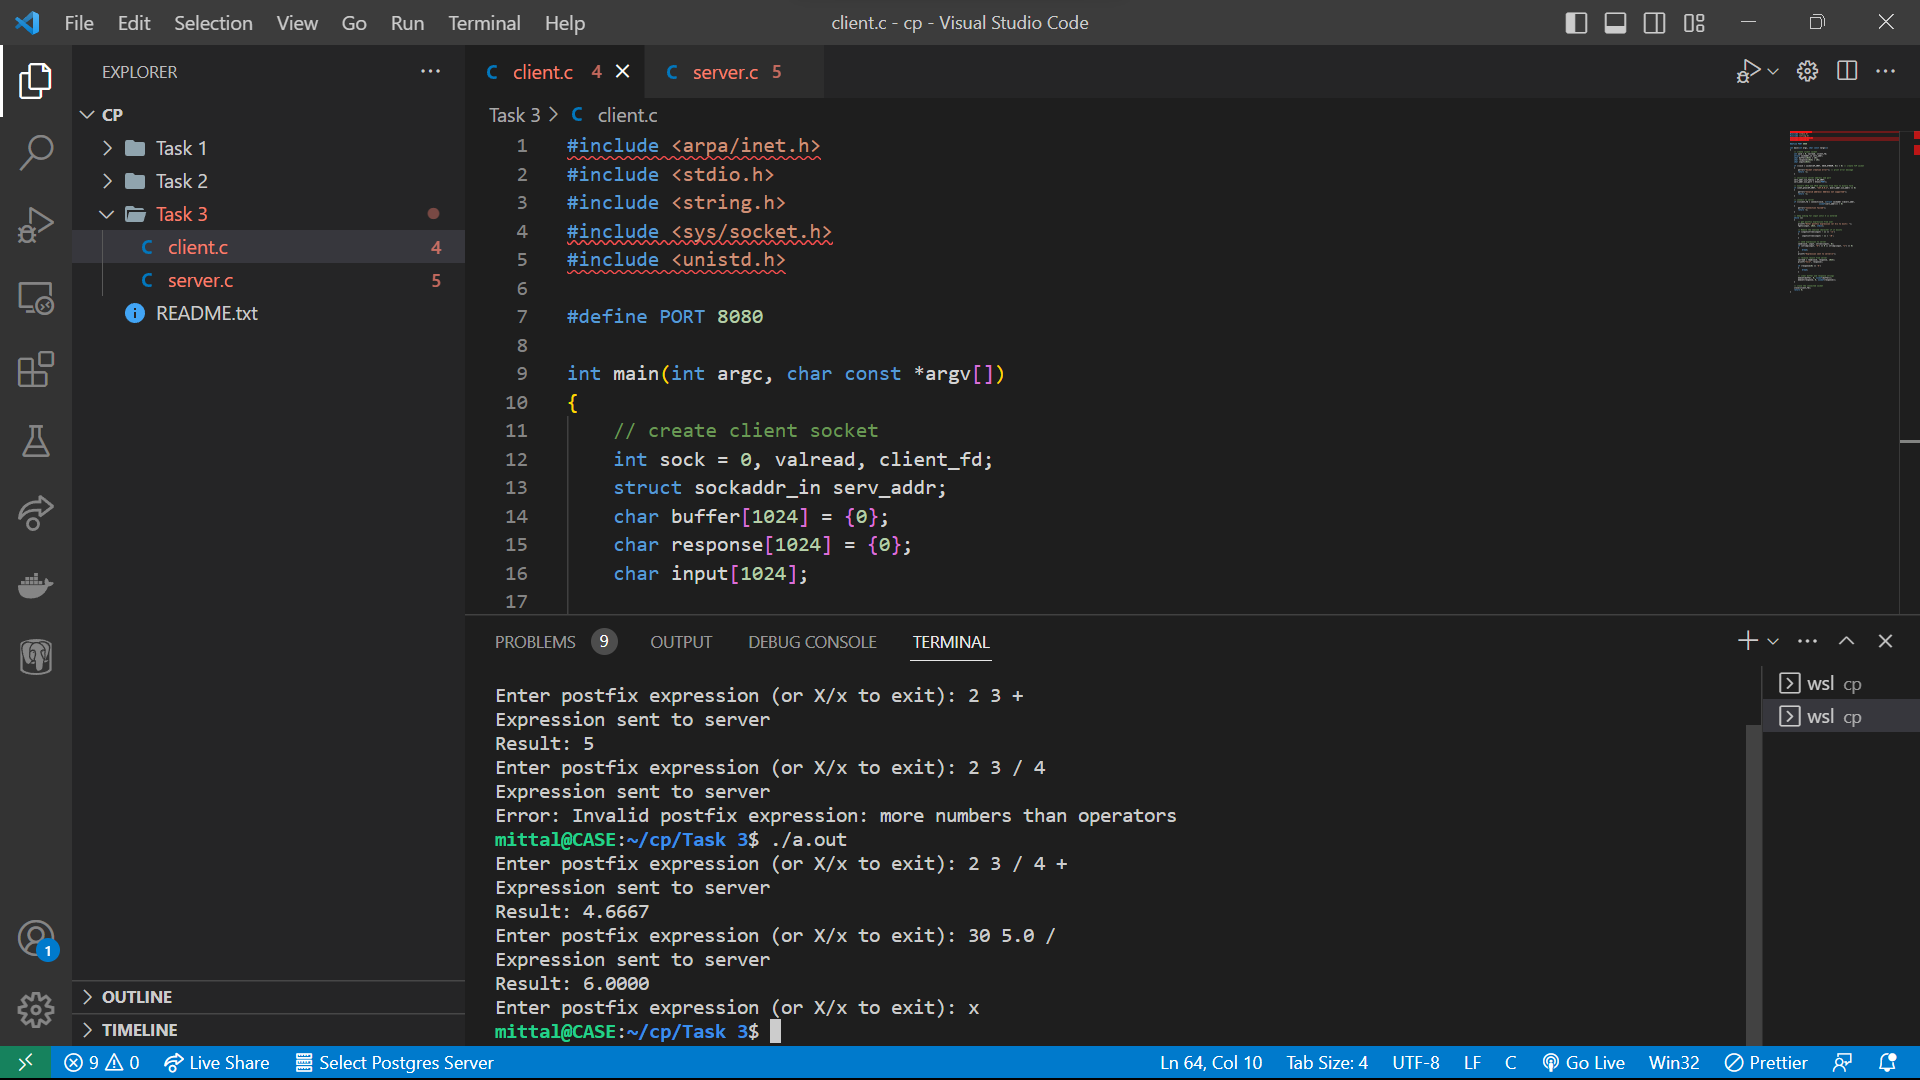 File Edit Selection View Go Run Terminal Help
client.c - cp - Visual Studio Code
EXPLORER
CP
Task 1
Task 2
Task 3
client.c 4
server.c 5
README.txt
OUTLINE
TIMELINE
1
C client.c 4
C server.c 5
Task 3 > C client.c
1 #include <arpa/inet.h>
2 #include <stdio.h>
3 #include <string.h>
4 #include <sys/socket.h>
5 #include <unistd.h>
6
7 #define PORT 8080
8
9 int main(int argc, char const *argv[])
10 {
11 // create client socket
12 int sock = 0, valread, client_fd;
13 struct sockaddr_in serv_addr;
14 char buffer[1024] = {0};
15 char response[1024] = {0};
16 char input[1024];
17
PROBLEMS 9 OUTPUT DEBUG CONSOLE TERMINAL
Enter postfix expression (or X/x to exit): 2 3 +
Expression sent to server
Result: 5
Enter postfix expression (or X/x to exit): 2 3 / 4
Expression sent to server
Error: Invalid postfix expression: more numbers than operators
mittal@CASE:~/cp/Task 3$ ./a.out
Enter postfix expression (or X/x to exit): 2 3 / 4 +
Expression sent to server
Result: 4.6667
Enter postfix expression (or X/x to exit): 30 5.0 /
Expression sent to server
Result: 6.0000
Enter postfix expression (or X/x to exit): x
mittal@CASE:~/cp/Task 3$
wsl cp
wsl cp
9 0 Live Share Select Postgres Server Ln 64, Col 10 Tab Size: 4 UTF-8 LF C Go Live Win32 Prettier